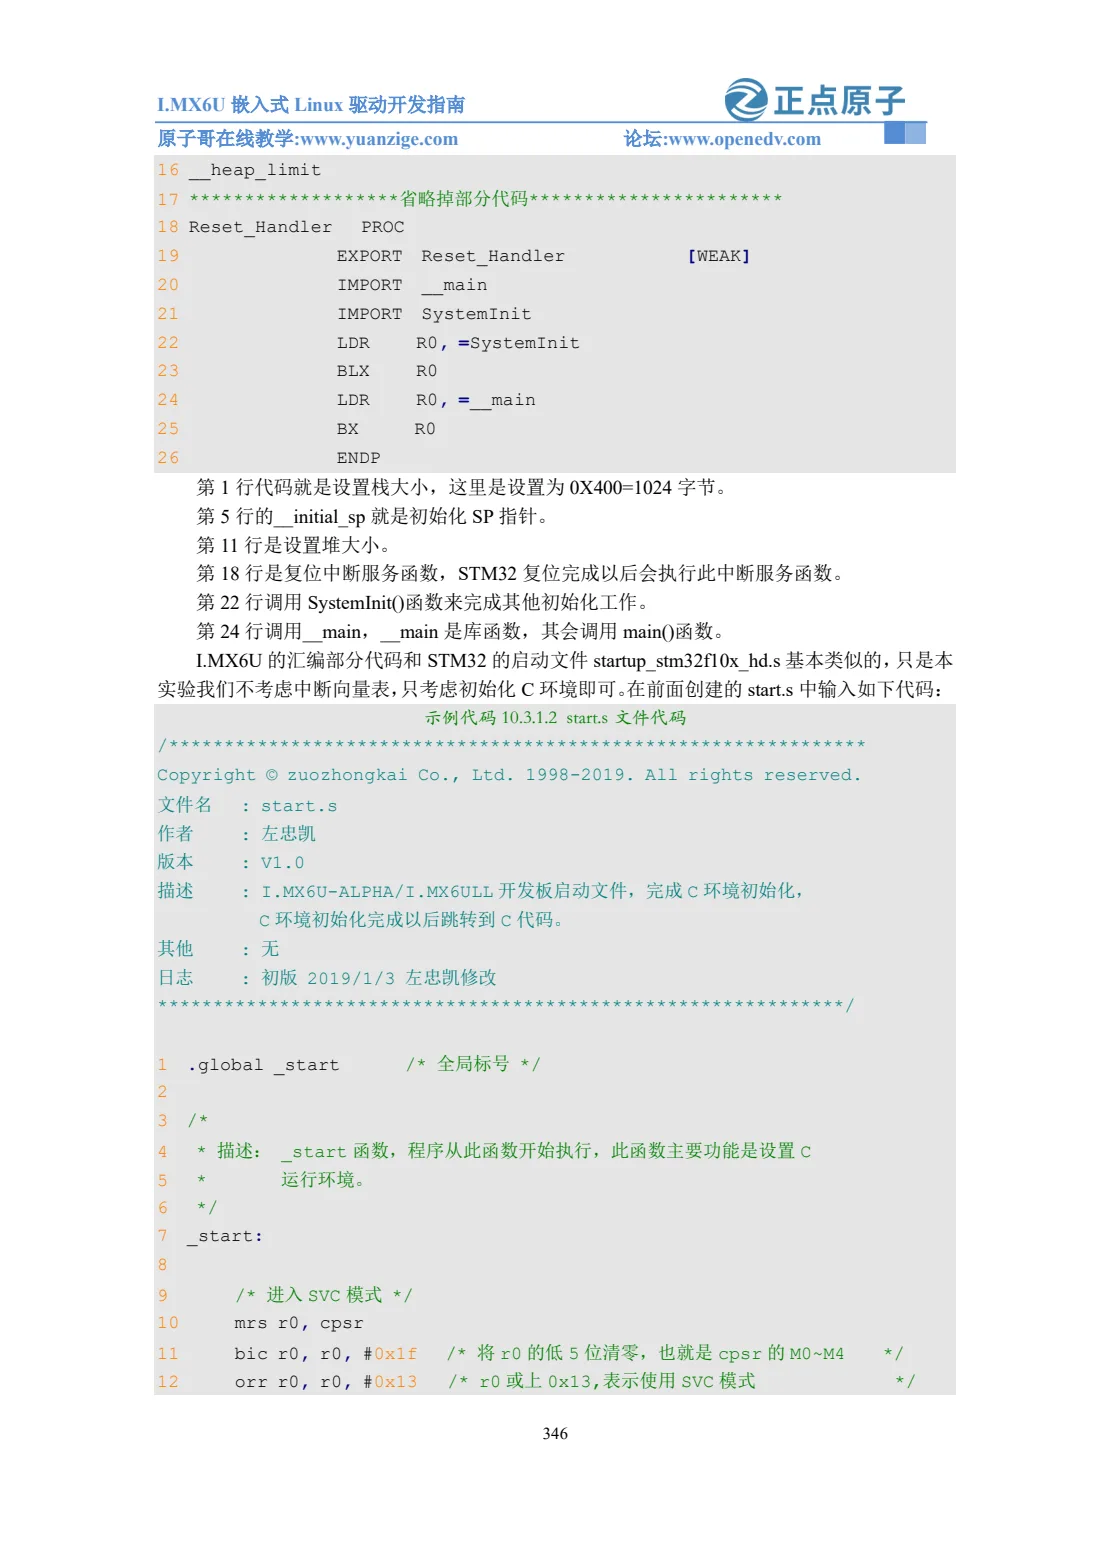 I.MX6U 嵌入式 Linux 驱动开发指南
正点原子
原子哥在线教学:www.yuanzige.com 论坛:www.openedv.com
16 __heap_limit
17 *******************省略掉部分代码***********************
18 Reset_Handler PROC
19 EXPORT Reset_Handler [WEAK]
20 IMPORT __main
21 IMPORT SystemInit
22 LDR R0, =SystemInit
23 BLX R0
24 LDR R0, =__main
25 BX R0
26 ENDP
第 1 行代码就是设置栈大小，这里是设置为 0X400=1024 字节。
第 5 行的__initial_sp 就是初始化 SP 指针。
第 11 行是设置堆大小。
第 18 行是复位中断服务函数，STM32 复位完成以后会执行此中断服务函数。
第 22 行调用 SystemInit()函数来完成其他初始化工作。
第 24 行调用__main，__main 是库函数，其会调用 main()函数。
I.MX6U 的汇编部分代码和 STM32 的启动文件 startup_stm32f10x_hd.s 基本类似的，只是本
实验我们不考虑中断向量表，只考虑初始化 C 环境即可。在前面创建的 start.s 中输入如下代码：
示例代码 10.3.1.2 start.s 文件代码
/***************************************************************
Copyright © zuozhongkai Co., Ltd. 1998-2019. All rights reserved.
文件名 : start.s
作者 : 左忠凯
版本 : V1.0
描述 : I.MX6U-ALPHA/I.MX6ULL 开发板启动文件，完成 C 环境初始化，
C 环境初始化完成以后跳转到 C 代码。
其他 : 无
日志 : 初版 2019/1/3 左忠凯修改
**************************************************************/
1 .global _start /* 全局标号 */
2
3 /*
4 * 描述： _start 函数，程序从此函数开始执行，此函数主要功能是设置 C
5 * 运行环境。
6 */
7 _start:
8
9 /* 进入 SVC 模式 */
10 mrs r0, cpsr
11 bic r0, r0, #0x1f /* 将 r0 的低 5 位清零，也就是 cpsr 的 M0~M4 */
12 orr r0, r0, #0x13 /* r0 或上 0x13,表示使用 SVC 模式 */
346